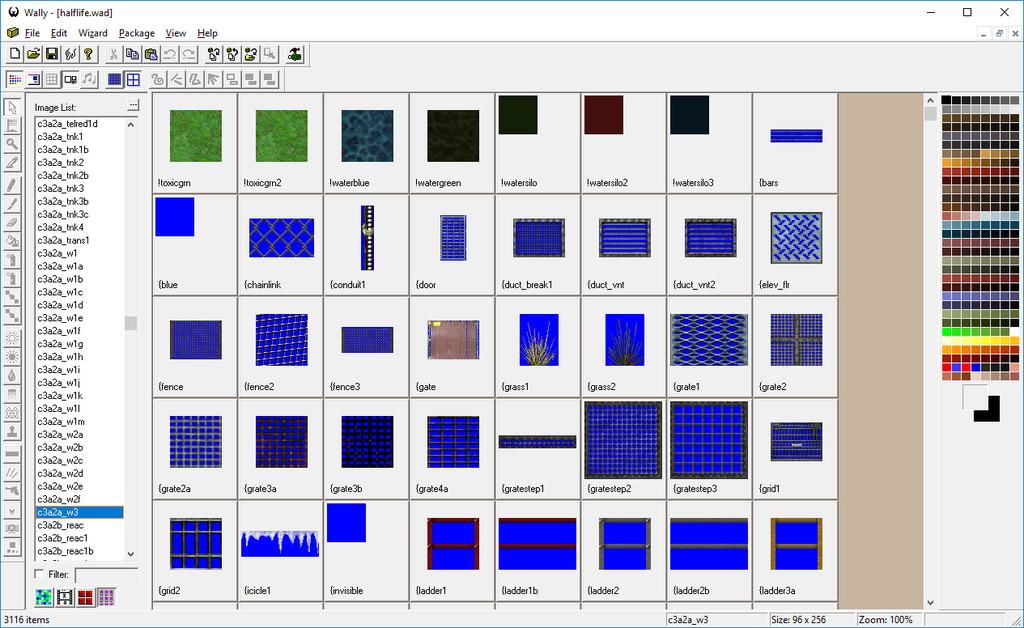 Wally - [halflife.wad]
File Edit Wizard Package View Help
Image List:
c3a2a_telred1d
c3a2a_tnk1
c3a2a_tnk1b
c3a2a_tnk2
c3a2a_tnk2b
c3a2a_tnk3
c3a2a_tnk3b
c3a2a_tnk3c
c3a2a_tnk4
c3a2a_trans1
c3a2a_w1
c3a2a_w1a
c3a2a_w1b
c3a2a_w1c
c3a2a_w1d
c3a2a_w1e
c3a2a_w1f
c3a2a_w1g
c3a2a_w1h
c3a2a_w1i
c3a2a_w1j
c3a2a_w1k
c3a2a_w1l
c3a2a_w1m
c3a2a_w2a
c3a2a_w2b
c3a2a_w2c
c3a2a_w2d
c3a2a_w2e
c3a2a_w2f
c3a2a_w3
c3a2b_reac
c3a2b_reac1
c3a2b_reac1b
Filter:
!toxicgrn !toxicgrn2 !waterblue !watergreen !watersilo !watersilo2 !watersilo3 {bars
{blue {chainlink {conduit1 {door {duct_break1 {duct_vnt {duct_vnt2 {elev_flr
{fence {fence2 {fence3 {gate {grass1 {grass2 {grate1 {grate2
{grate2a {grate3a {grate3b {grate4a {gratestep1 {gratestep2 {gratestep3 {grid1
{grid2 {icicle1 {invisible {ladder1 {ladder1b {ladder2 {ladder2b {ladder3a
3116 items c3a2a_w3 Size: 96 x 256 Zoom: 100%